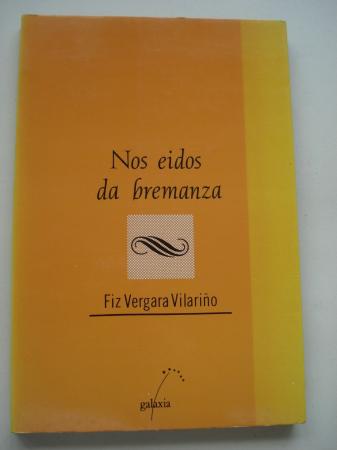 Nos eidos
da bremanza
Fiz Vergara Vilariño
galaxia